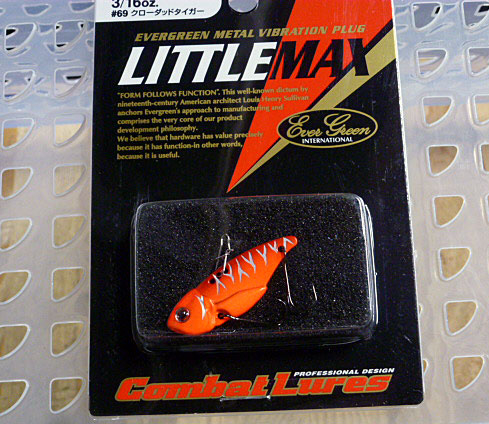 3/16oz.
#69 クローダッドタイガー
EVERGREEN METAL VIBRATION PLUG
LITTLEMAX
"FORM FOLLOWS FUNCTION". This well-known dictum by
nineteenth-century American architect Louis Henry Sullivan
anchors Evergreen's approach to manufacturing and
comprises the very core of our product
development philosophy.
We believe that hardware has value precisely
because it has function-in other words,
because it is useful.
Ever Green
INTERNATIONAL
PROFESSIONAL DESIGN
Combat Lures